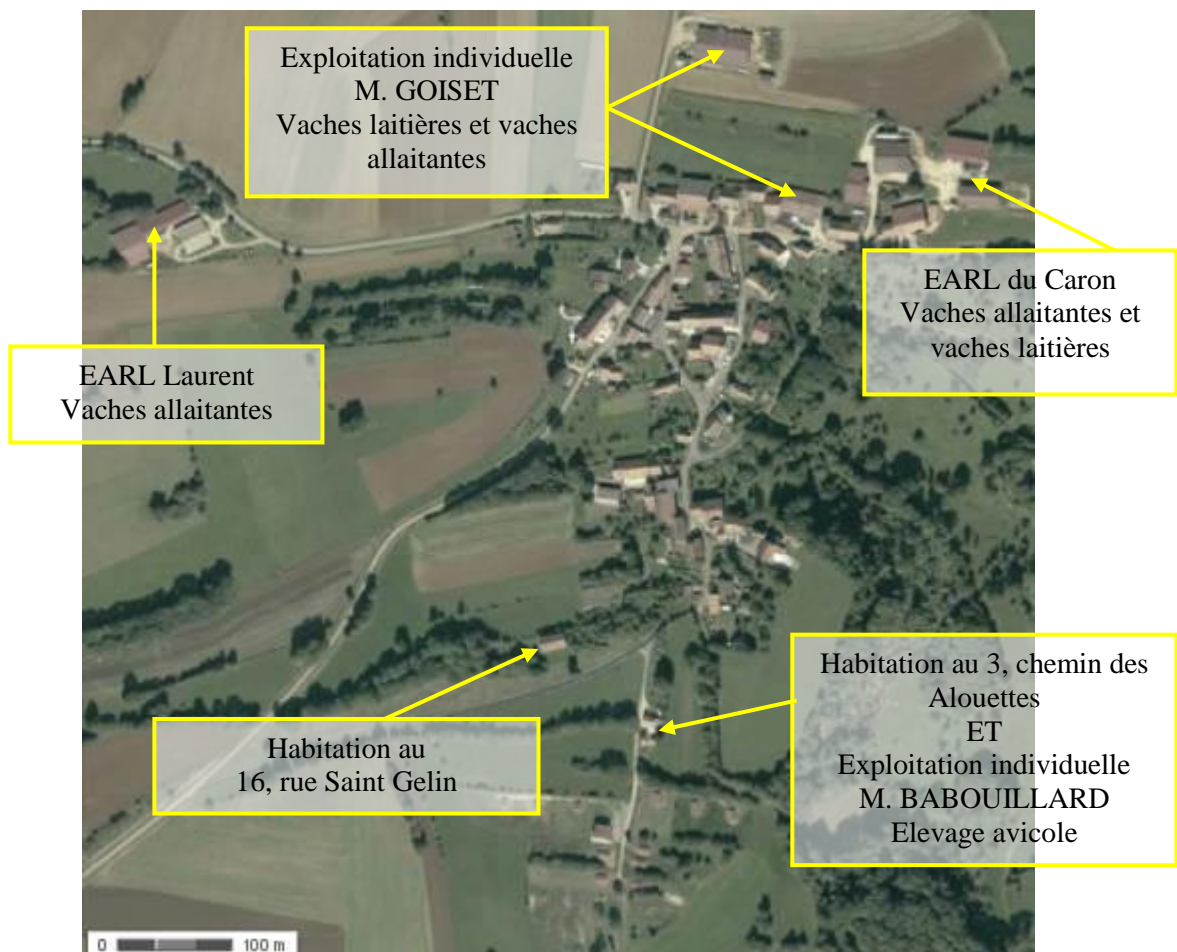 Exploitation individuelle
M. GOISET
Vaches laitières et vaches
allaitantes
EARL du Caron
Vaches allaitantes et
vaches laitières
EARL Laurent
Vaches allaitantes
Habitation au 3, chemin des
Alouettes
ET
Exploitation individuelle
M. BABOUILLARD
Elevage avicole
Habitation au
16, rue Saint Gelin
0 100 m